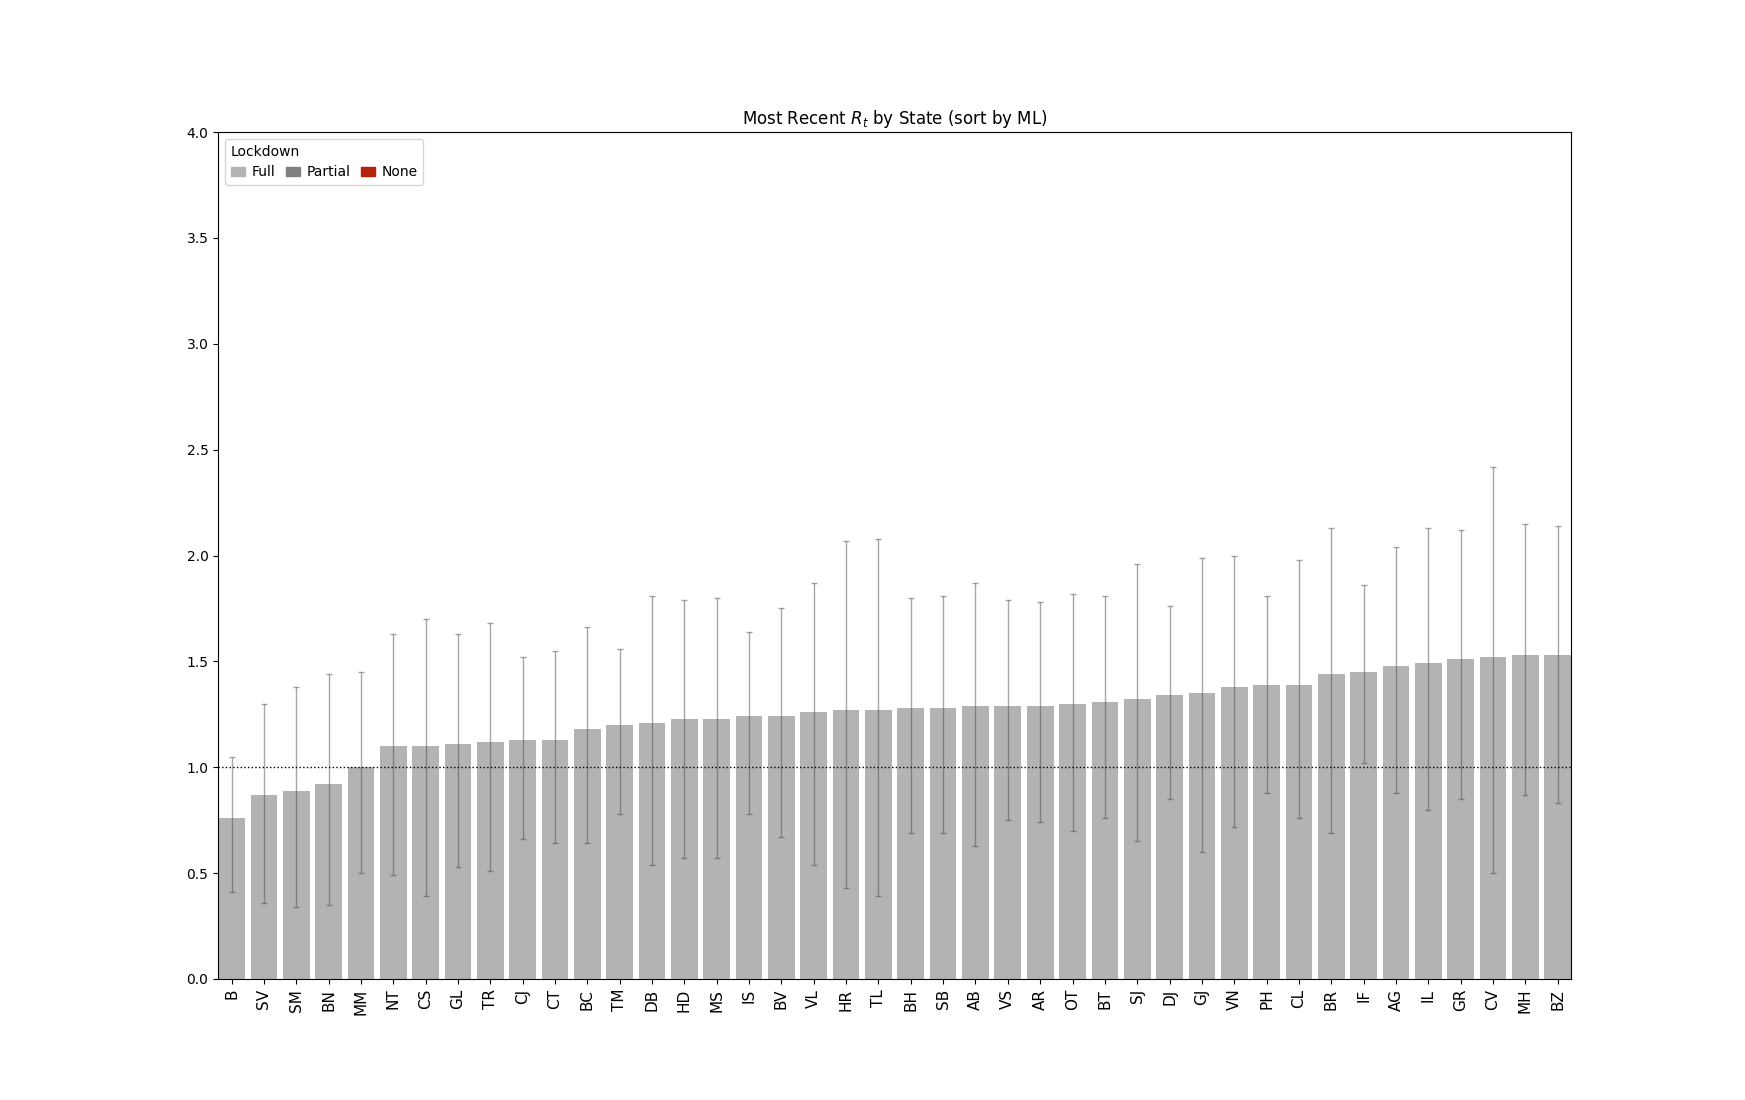 Most Recent Rt by State (sort by ML)
Lockdown
Full Partial None
4.0
3.5
3.0
2.5
2.0
1.5
1.0
0.5
0.0
B SV SM BN MM NT CS GL TR CJ CT BC TM DB HD MS IS BV VL HR TL BH SB AB VS AR OT BT SJ DJ GJ VN PH CL BR IF AG IL GR CV MH BZ